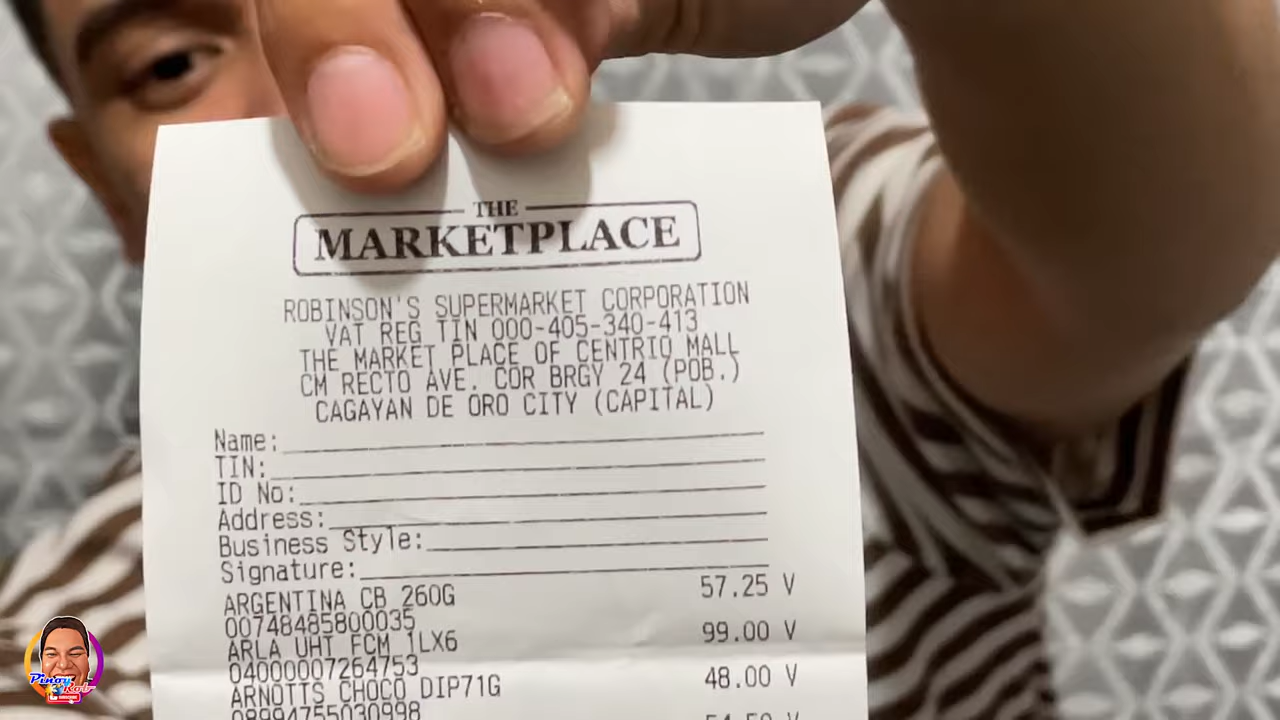 THE
MARKETPLACE
ROBINSON'S SUPERMARKET CORPORATION
VAT REG TIN 000-405-340-413
THE MARKET PLACE OF CENTRIO MALL
CM RECTO AVE. COR BRGY 24 (POB.)
CAGAYAN DE ORO CITY (CAPITAL)
Name:
TIN:
ID No:
Address:
Business Style:
Signature:
ARGENTINA CB 260G 57.25 V
00748485800035
ARLA UHT FCM 1LX6 99.00 V
04000007264753
ARNOTTS CHOCO DIP71G 48.00 V
08994755030998
Pinoy